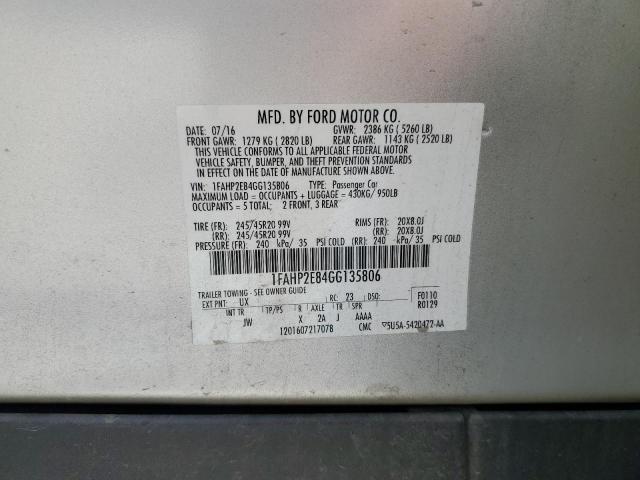 MFD. BY FORD MOTOR CO.
DATE: 07/16 GVWR: 2386 KG ( 5260 LB)
FRONT GAWR: 1279 KG ( 2820 LB) REAR GAWR: 1143 KG ( 2520 LB)
THIS VEHICLE CONFORMS TO ALL APPLICABLE FEDERAL MOTOR
VEHICLE SAFETY, BUMPER, AND THEFT PREVENTION STANDARDS
IN EFFECT ON THE DATE OF MANUFACTURE SHOWN ABOVE.
VIN: 1FAHP2E84GG135806 TYPE: Passenger Car
MAXIMUM LOAD = OCCUPANTS + LUGGAGE = 430KG/ 950LB
OCCUPANTS = 5 TOTAL: 2 FRONT, 3 REAR
TIRE (FR): 245/45R20 99V RIMS (FR): 20X8.0J
(RR): 245/45R20 99V (RR): 20X8.0J
PRESSURE (FR): 240 kPa/ 35 PSI COLD (RR): 240 kPa/ 35 PSI COLD
1FAHP2E84GG135806
TRAILER TOWING - SEE OWNER GUIDE
EXT PNT: UX RC: 23 DSO: F0110
INT TR TP/PS R AXLE TR SPR R0129
JW X 2A J AAAA
1201607217078 CMC 5U5A-5420472-AA